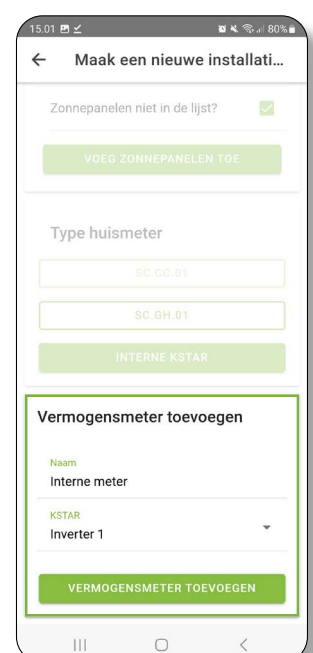 15.01 80%
Maak een nieuwe installati...
Zonnepanelen niet in de lijst?
VOEG ZONNEPANELEN TOE
Type huismeter
SC.CC.01
SC.GH.01
INTERNE KSTAR
Vermogensmeter toevoegen
Naam
Interne meter
KSTAR
Inverter 1
VERMOGENSMETER TOEVOEGEN